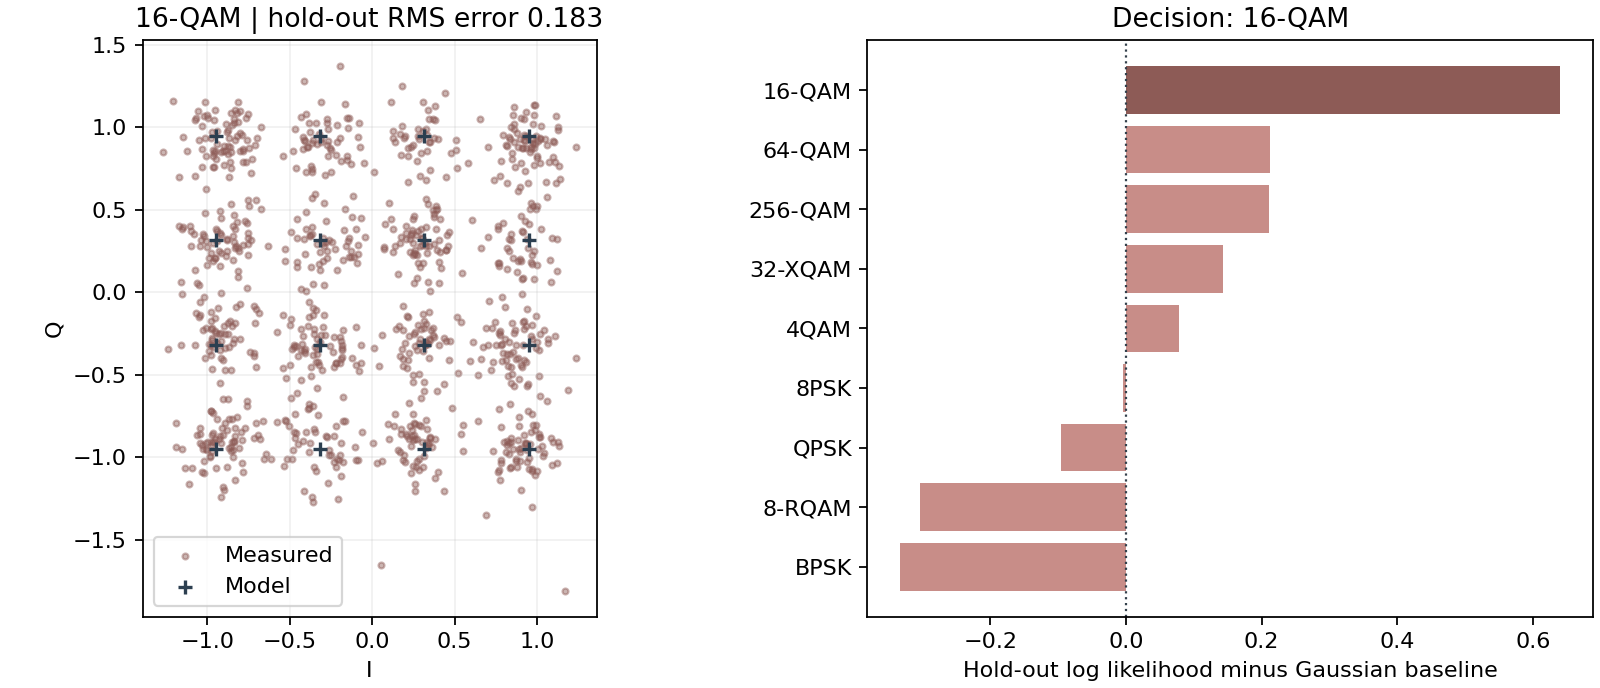 16-QAM | hold-out RMS error 0.183
1.5
1.0
0.5
0.0
−0.5
−1.0
−1.5
Q
Measured
Model
−1.0
−0.5
0.0
0.5
1.0
I
Decision: 16-QAM
16-QAM
64-QAM
256-QAM
32-XQAM
4QAM
8PSK
QPSK
8-RQAM
BPSK
−0.2
0.0
0.2
0.4
0.6
Hold-out log likelihood minus Gaussian baseline